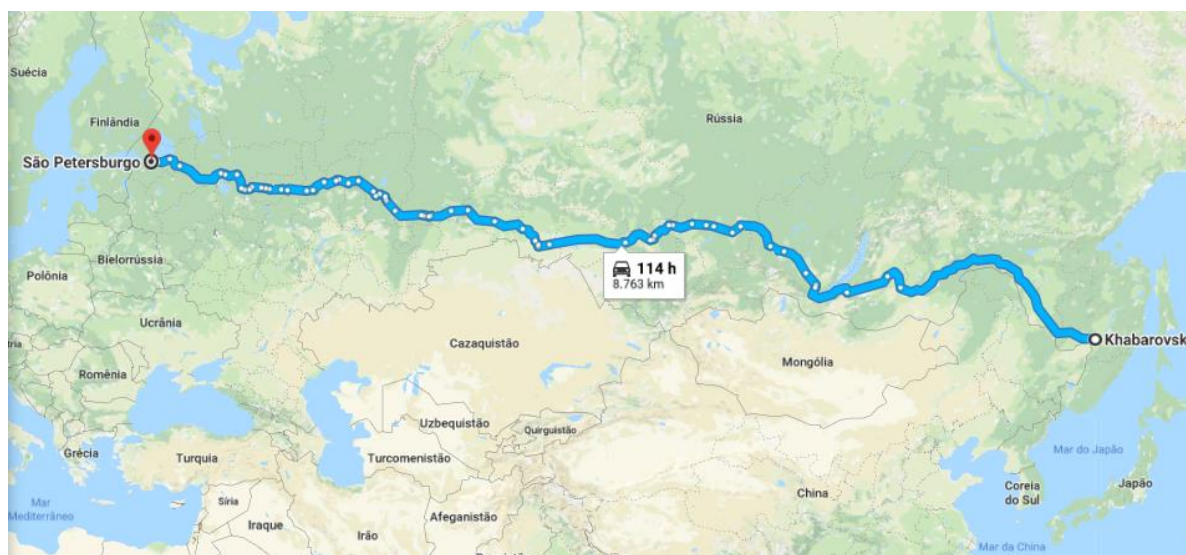 Suécia
Finlândia
Rússia
São Petersburgo
Bielorrússia
Polônia
114 h
8.763 km
Ucrânia
Khabarovsk
Cazaquistão
Mongólia
Romênia
Uzbequistão
Quirguistão
Grécia
Turquia
Turcomenistão
Mar do Japão
Coreia
do Sul
Japão
China
Síria
Mar
Mediterrâneo
Iraque
Irão
Afeganistão
Mar da China